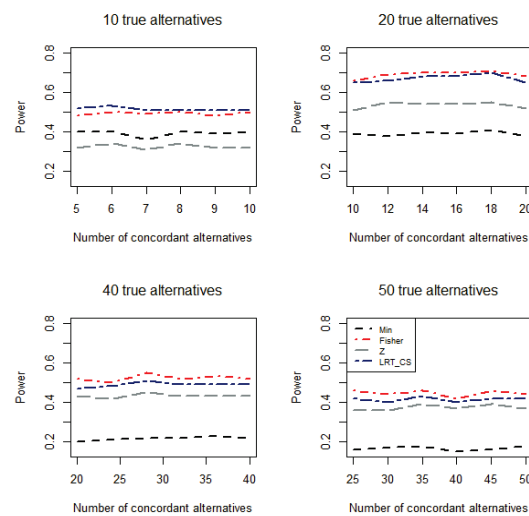 10 true alternatives
20 true alternatives
Power
0.2 0.4 0.6 0.8
5 6 7 8 9 10
Number of concordant alternatives
Power
0.2 0.4 0.6 0.8
10 12 14 16 18 20
Number of concordant alternatives
40 true alternatives
50 true alternatives
Power
0.2 0.4 0.6 0.8
20 25 30 35 40
Number of concordant alternatives
Power
0.2 0.4 0.6 0.8
Min
Fisher
Z
LRT_CS
25 30 35 40 45 50
Number of concordant alternatives